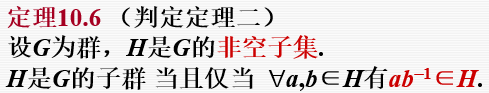 定理10.6 （判定定理二）
设G为群，H是G的非空子集.
H是G的子群 当且仅当 ∀a,b∈H有ab⁻¹∈H.